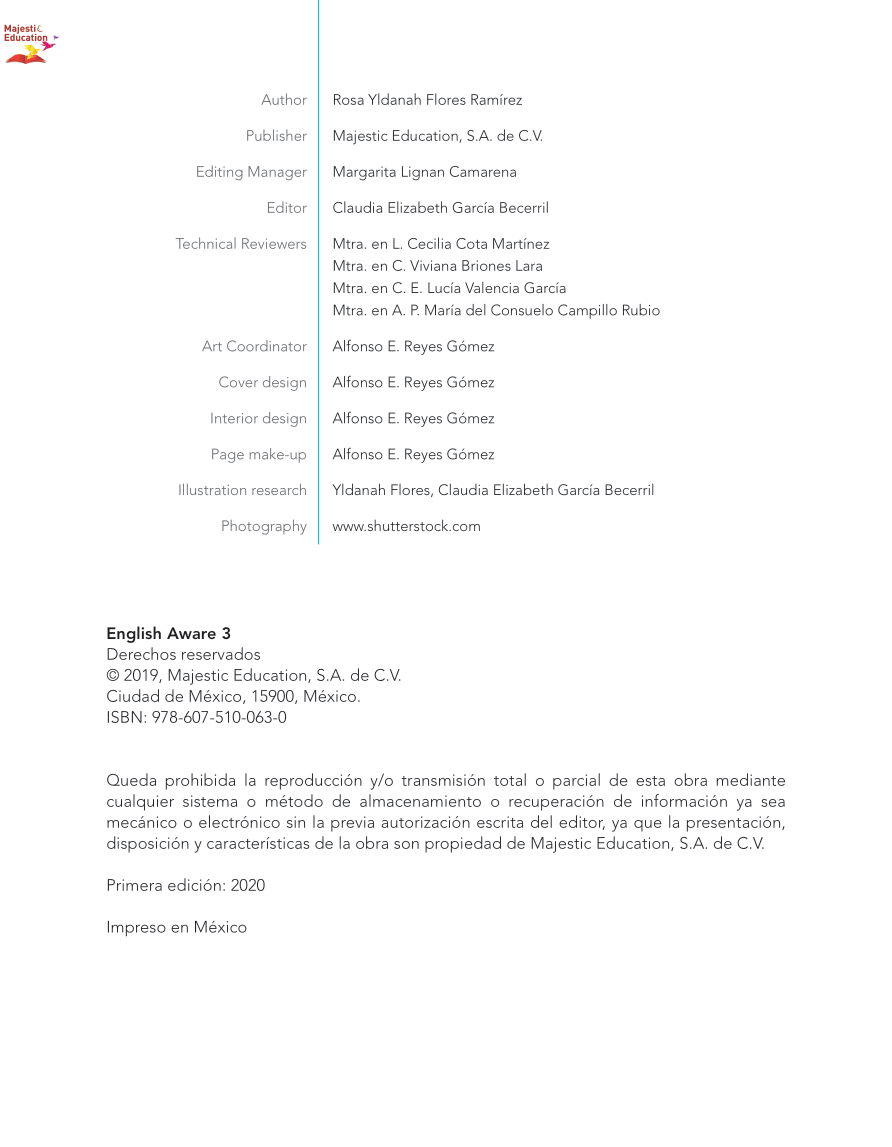 Majestic
Education
Author Rosa Yldanah Flores Ramírez
Publisher Majestic Education, S.A. de C.V.
Editing Manager Margarita Lignan Camarena
Editor Claudia Elizabeth García Becerril
Technical Reviewers Mtra. en L. Cecilia Cota Martínez
Mtra. en C. Viviana Briones Lara
Mtra. en C. E. Lucía Valencia García
Mtra. en A. P. María del Consuelo Campillo Rubio
Art Coordinator Alfonso E. Reyes Gómez
Cover design Alfonso E. Reyes Gómez
Interior design Alfonso E. Reyes Gómez
Page make-up Alfonso E. Reyes Gómez
Illustration research Yldanah Flores, Claudia Elizabeth García Becerril
Photography www.shutterstock.com
English Aware 3
Derechos reservados
© 2019, Majestic Education, S.A. de C.V.
Ciudad de México, 15900, México.
ISBN: 978-607-510-063-0
Queda prohibida la reproducción y/o transmisión total o parcial de esta obra mediante
cualquier sistema o método de almacenamiento o recuperación de información ya sea
mecánico o electrónico sin la previa autorización escrita del editor, ya que la presentación,
disposición y características de la obra son propiedad de Majestic Education, S.A. de C.V.
Primera edición: 2020
Impreso en México